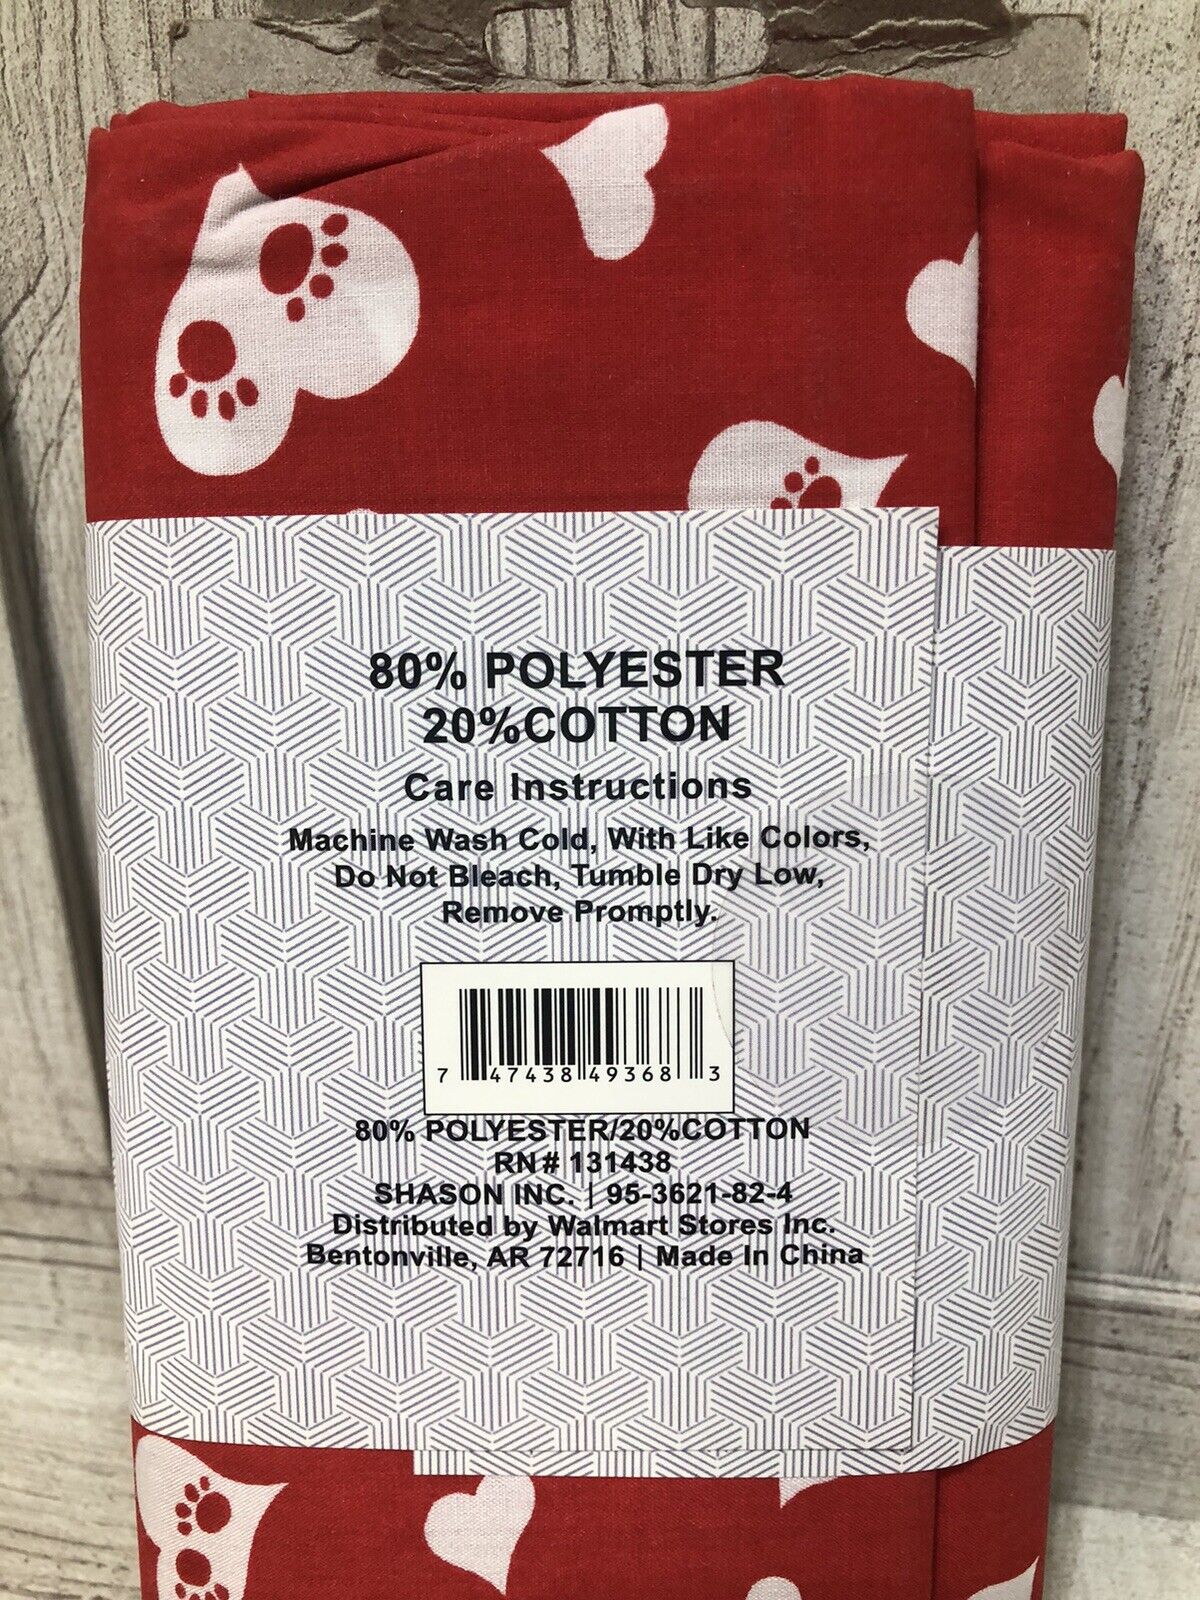 80% POLYESTER
20%COTTON
Care Instructions
Machine Wash Cold, With Like Colors,
Do Not Bleach, Tumble Dry Low,
Remove Promptly.
7 47438 49368 3
80% POLYESTER/20%COTTON
RN# 131438
SHASON INC. | 95-3621-82-4
Distributed by Walmart Stores Inc.
Bentonville, AR 72716 | Made In China